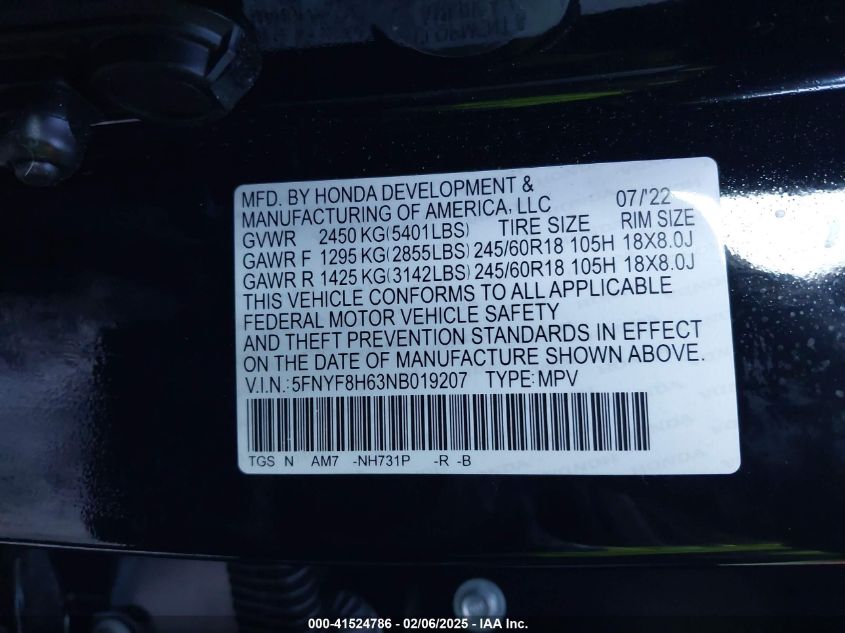 MFD. BY HONDA DEVELOPMENT & 07/'22
MANUFACTURING OF AMERICA, LLC
GVWR 2450 KG(5401LBS) TIRE SIZE RIM SIZE
GAWR F 1295 KG(2855LBS) 245/60R18 105H 18X8.0J
GAWR R 1425 KG(3142LBS) 245/60R18 105H 18X8.0J
THIS VEHICLE CONFORMS TO ALL APPLICABLE
FEDERAL MOTOR VEHICLE SAFETY
AND THEFT PREVENTION STANDARDS IN EFFECT
ON THE DATE OF MANUFACTURE SHOWN ABOVE.
V.I.N.: 5FNYF8H63NB019207 TYPE: MPV
TGS N AM7 -NH731P -R -B
000-41524786 - 02/06/2025 - IAA Inc.